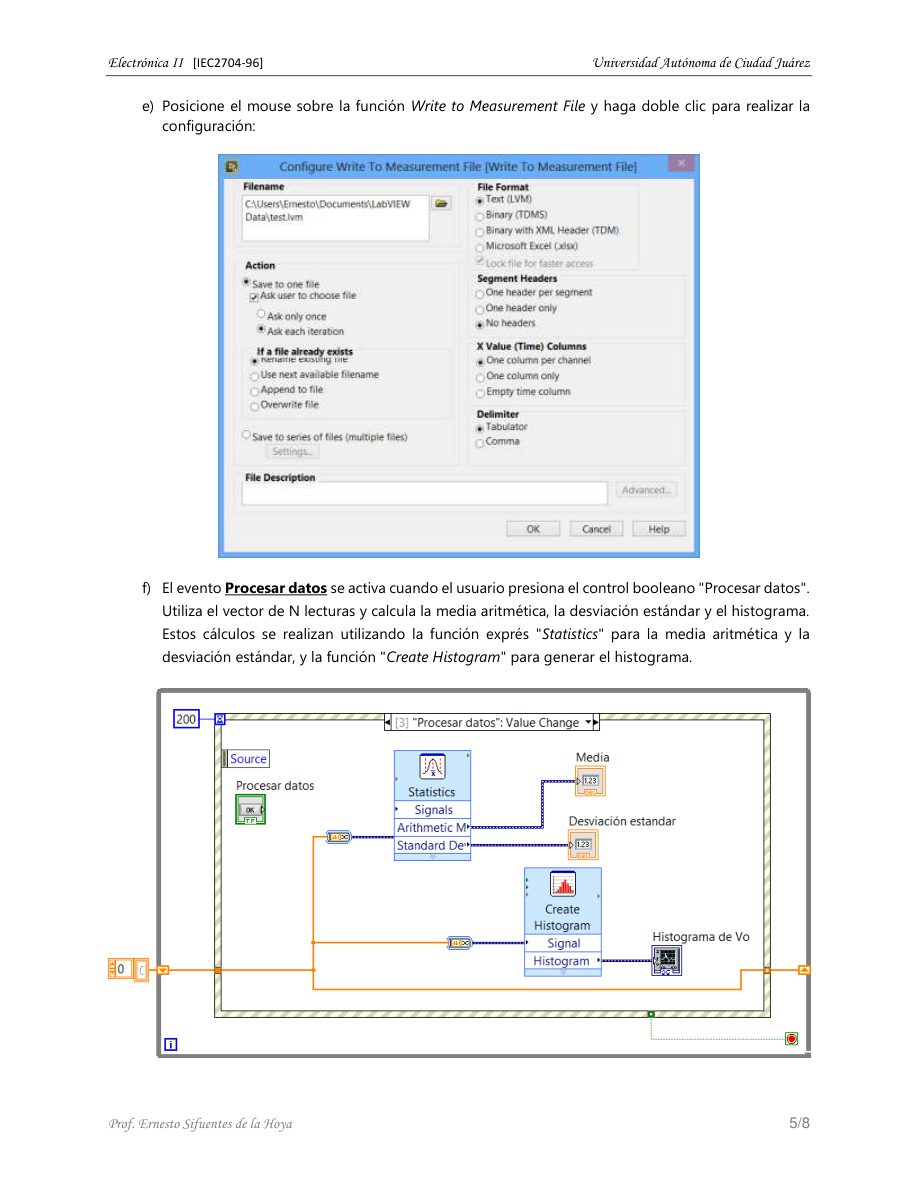 Electrónica II [IEC2704-96] Universidad Autónoma de Ciudad Juárez
e) Posicione el mouse sobre la función Write to Measurement File y haga doble clic para realizar la
configuración:
Configure Write To Measurement File [Write To Measurement File]
Filename
C:\Users\Ernesto\Documents\LabVIEW
Data\test.lvm
Action
Save to one file
Ask user to choose file
Ask only once
Ask each iteration
If a file already exists
Rename existing file
Use next available filename
Append to file
Overwrite file
Save to series of files (multiple files)
Settings...
File Format
Text (LVM)
Binary (TDMS)
Binary with XML Header (TDM)
Microsoft Excel (.xlsx)
Lock file for faster access
Segment Headers
One header per segment
One header only
No headers
X Value (Time) Columns
One column per channel
One column only
Empty time column
Delimiter
Tabulator
Comma
File Description
Advanced...
OK Cancel Help
f) El evento Procesar datos se activa cuando el usuario presiona el control booleano "Procesar datos".
Utiliza el vector de N lecturas y calcula la media aritmética, la desviación estándar y el histograma.
Estos cálculos se realizan utilizando la función exprés "Statistics" para la media aritmética y la
desviación estándar, y la función "Create Histogram" para generar el histograma.
200
[3] "Procesar datos": Value Change
Source
Procesar datos
OK
TF
Statistics
Signals
Arithmetic M
Standard De
Media
1.23
DBL
Desviación estandar
1.23
DBL
Create
Histogram
Signal
Histogram
Histograma de Vo
0
i
Prof. Ernesto Sifuentes de la Hoya 5/8